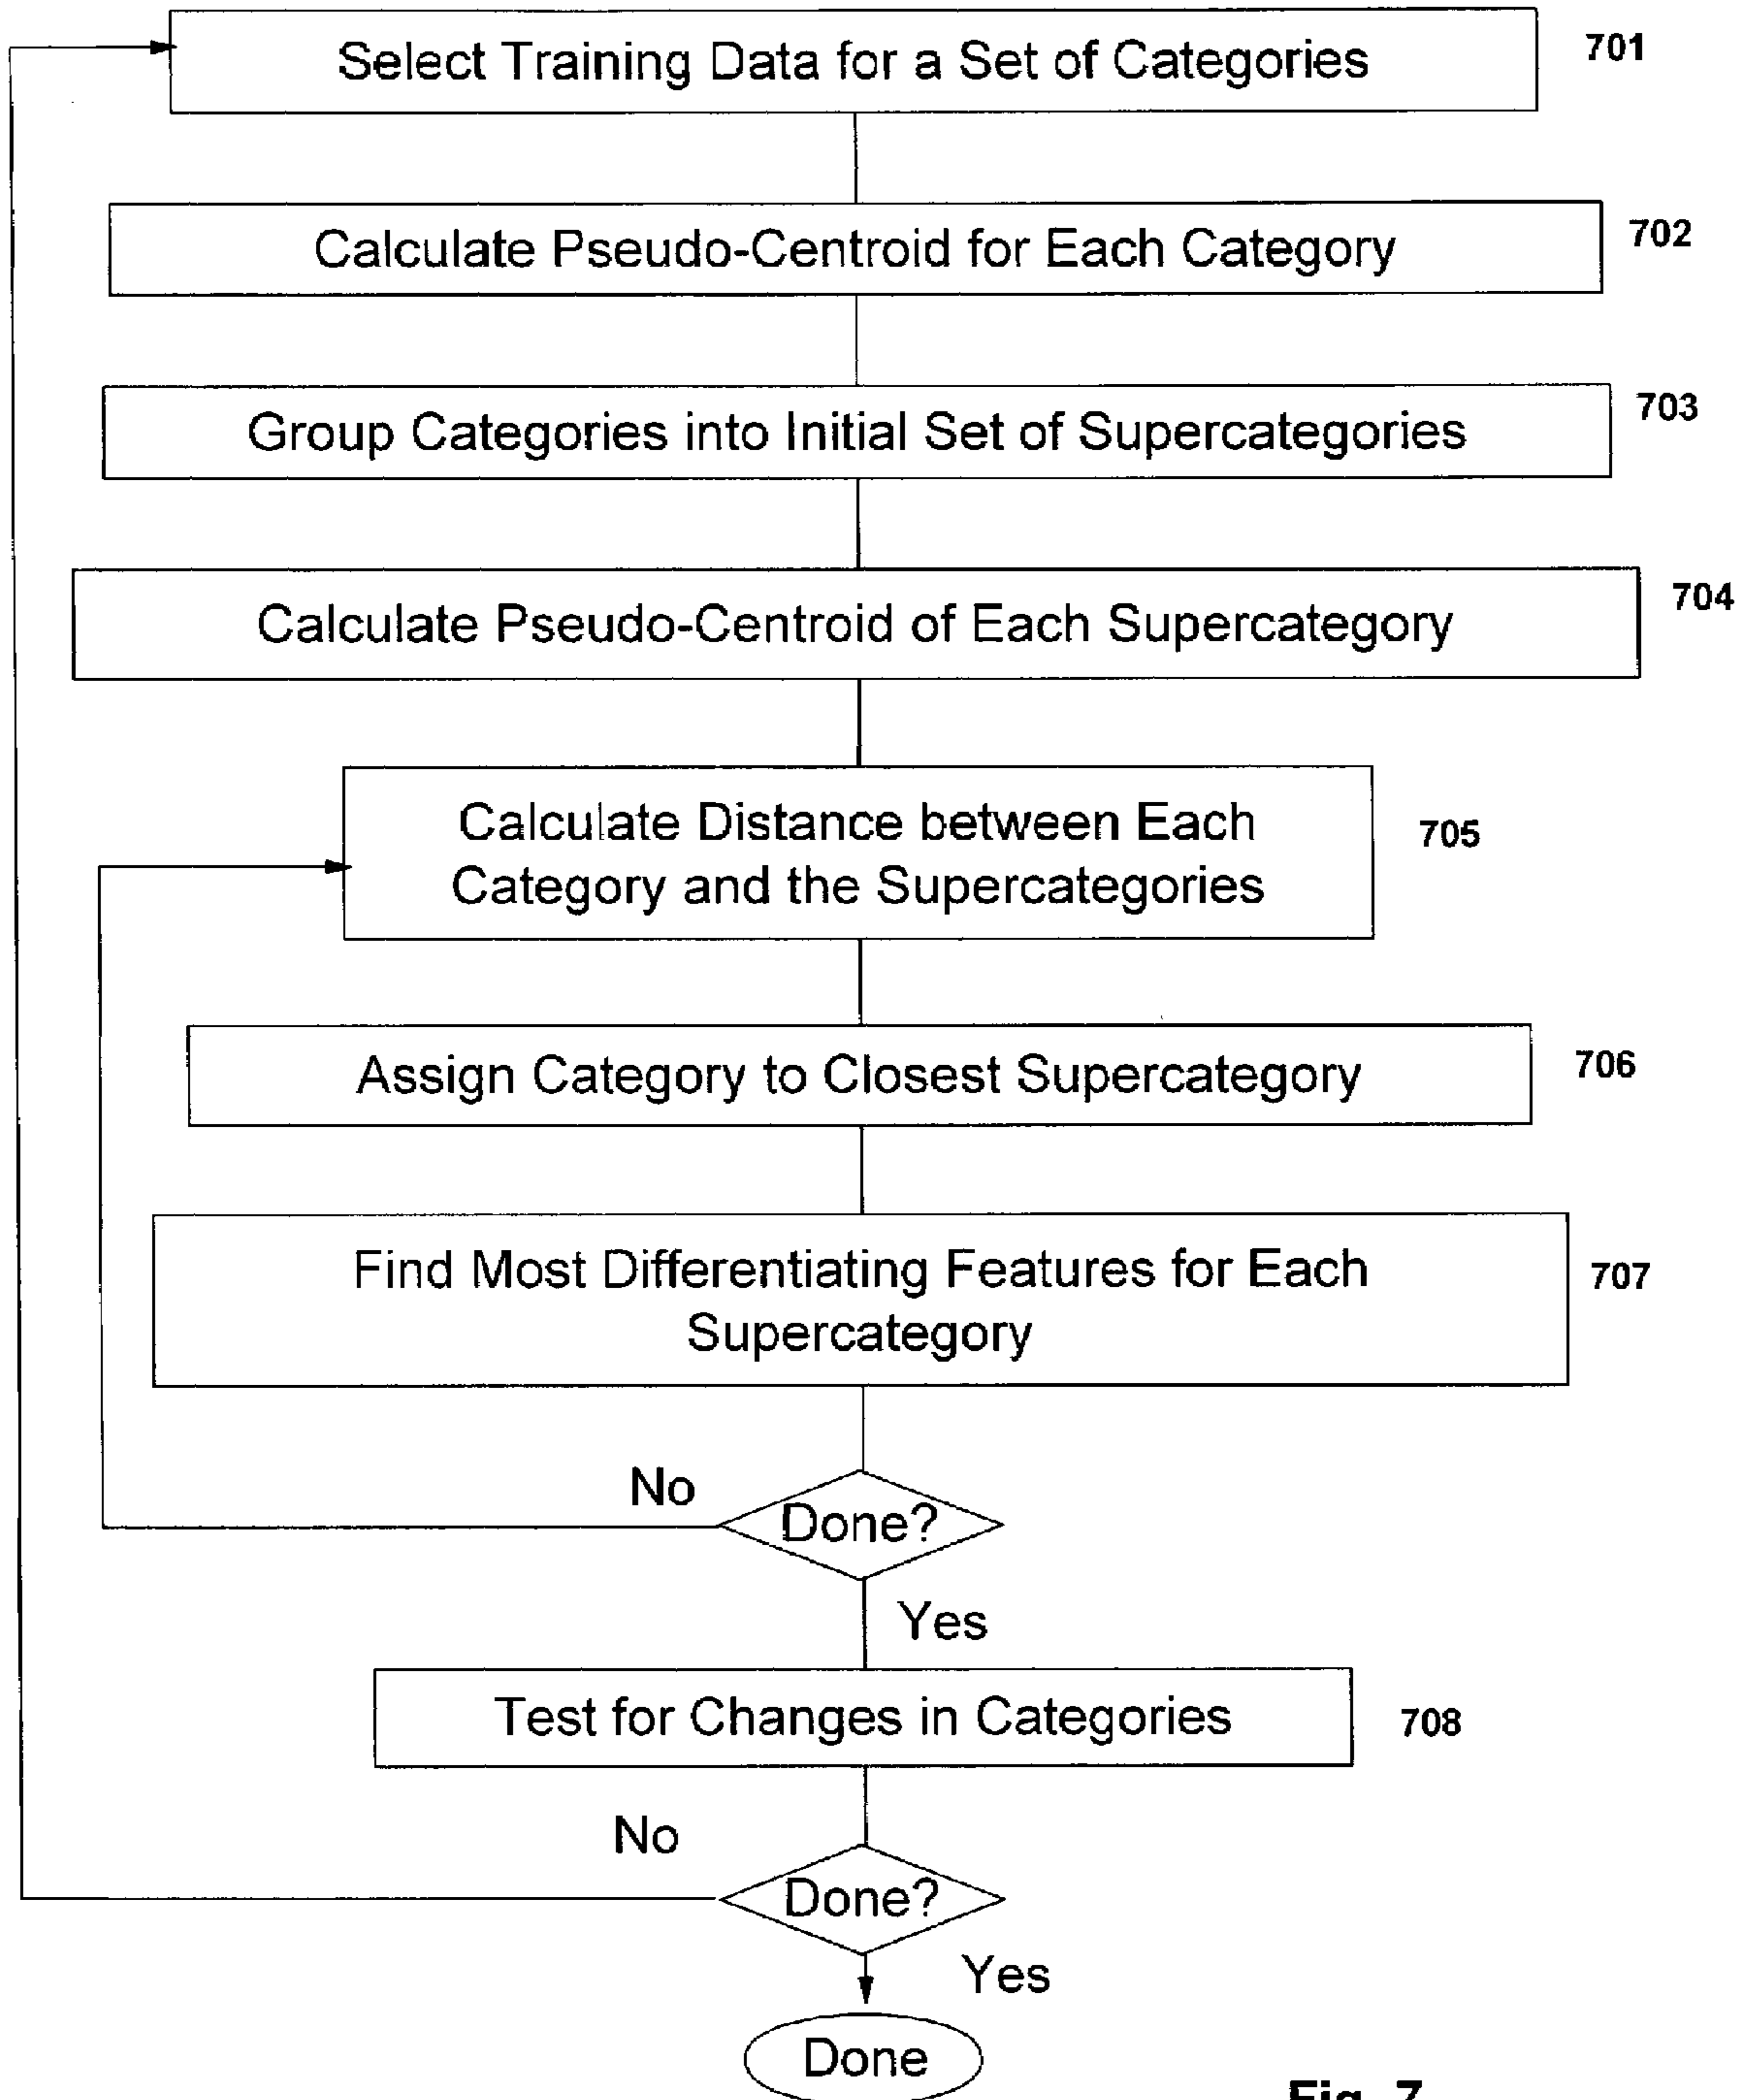 Select Training Data for a Set of Categories
701
Calculate Pseudo-Centroid for Each Category
702
Group Categories into Initial Set of Supercategories
703
Calculate Pseudo-Centroid of Each Supercategory
704
Calculate Distance between Each
Category and the Supercategories
705
Assign Category to Closest Supercategory
706
Find Most Differentiating Features for Each
Supercategory
707
No
Done?
Yes
Test for Changes in Categories
708
No
Done?
Yes
Done
Fig. 7